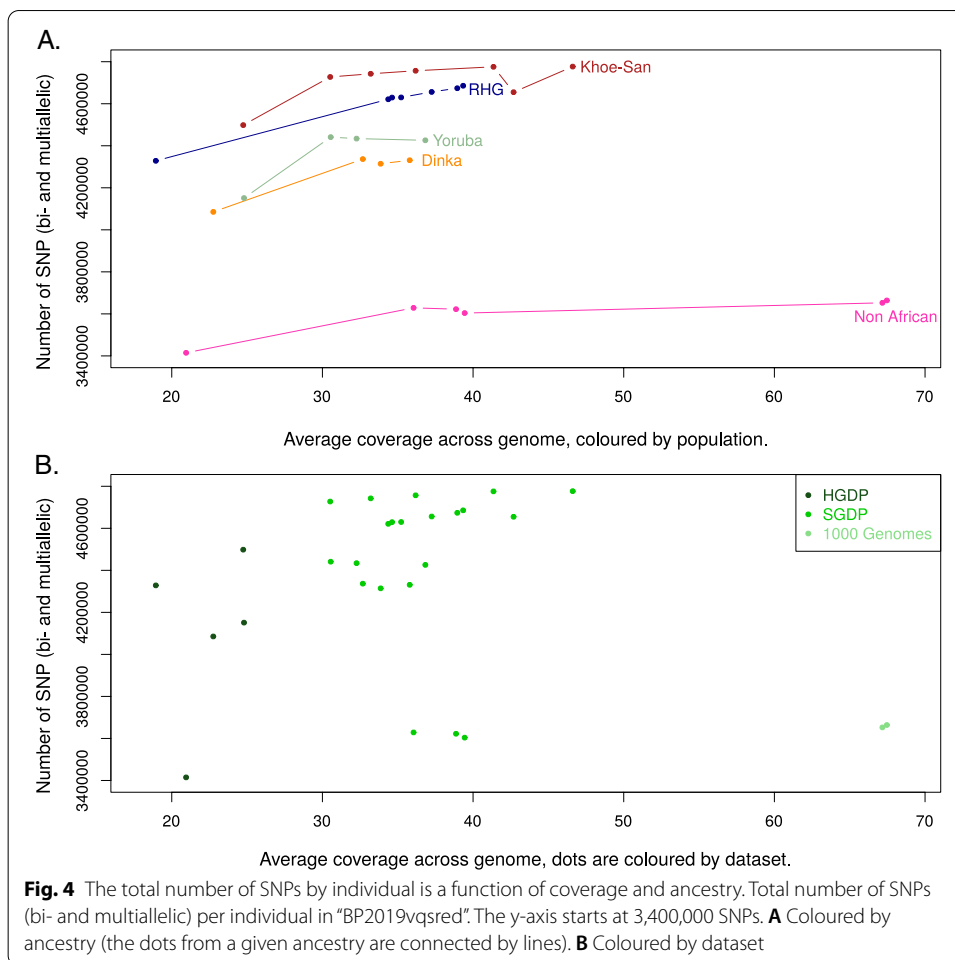 A.
Number of SNP (bi- and multiallelic)
3400000 3800000 4200000 4600000
Khoe-San
RHG
Yoruba
Dinka
Non African
20 30 40 50 60 70
Average coverage across genome, coloured by population.
B.
Number of SNP (bi- and multiallelic)
3400000 3800000 4200000 4600000
HGDP
SGDP
1000 Genomes
20 30 40 50 60 70
Average coverage across genome, dots are coloured by dataset.
Fig. 4 The total number of SNPs by individual is a function of coverage and ancestry. Total number of SNPs
(bi- and multiallelic) per individual in “BP2019vqsred”. The y-axis starts at 3,400,000 SNPs. A Coloured by
ancestry (the dots from a given ancestry are connected by lines). B Coloured by dataset